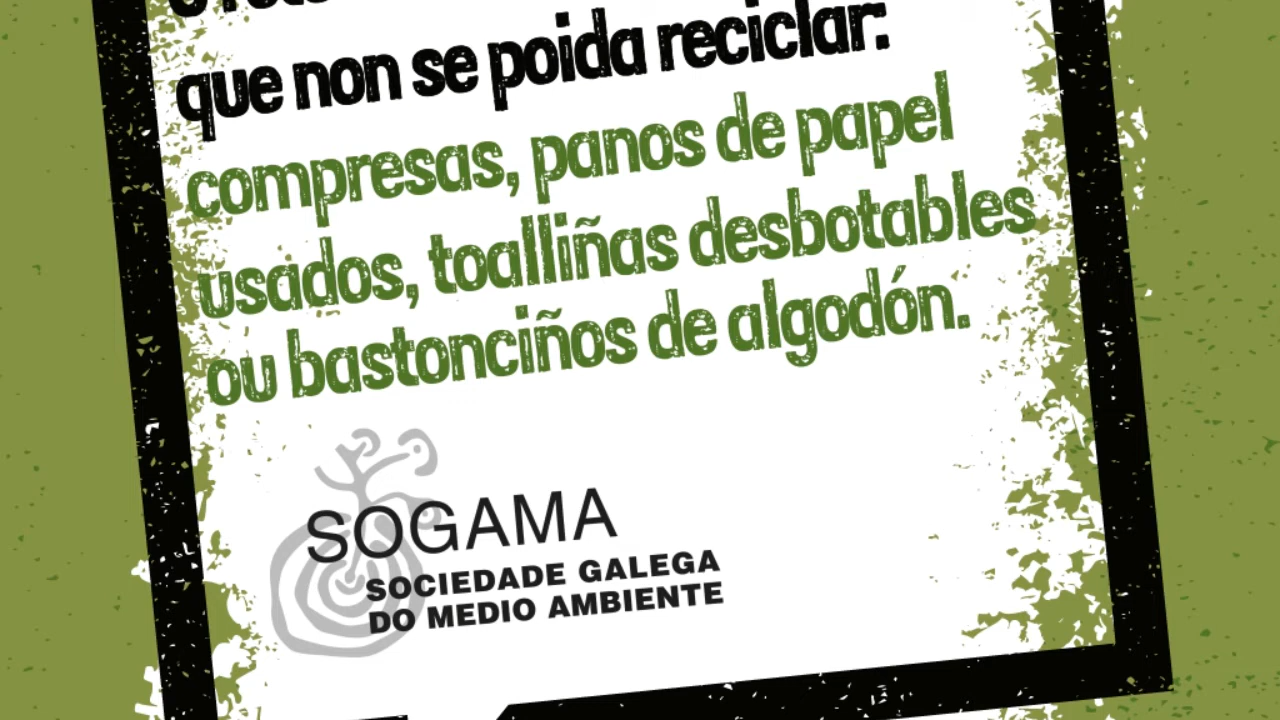 que non se poida reciclar:
compresas, panos de papel
usados, toalliñas desbotables
ou bastonciños de algodón.
SOGAMA
SOCIEDADE GALEGA
DO MEDIO AMBIENTE